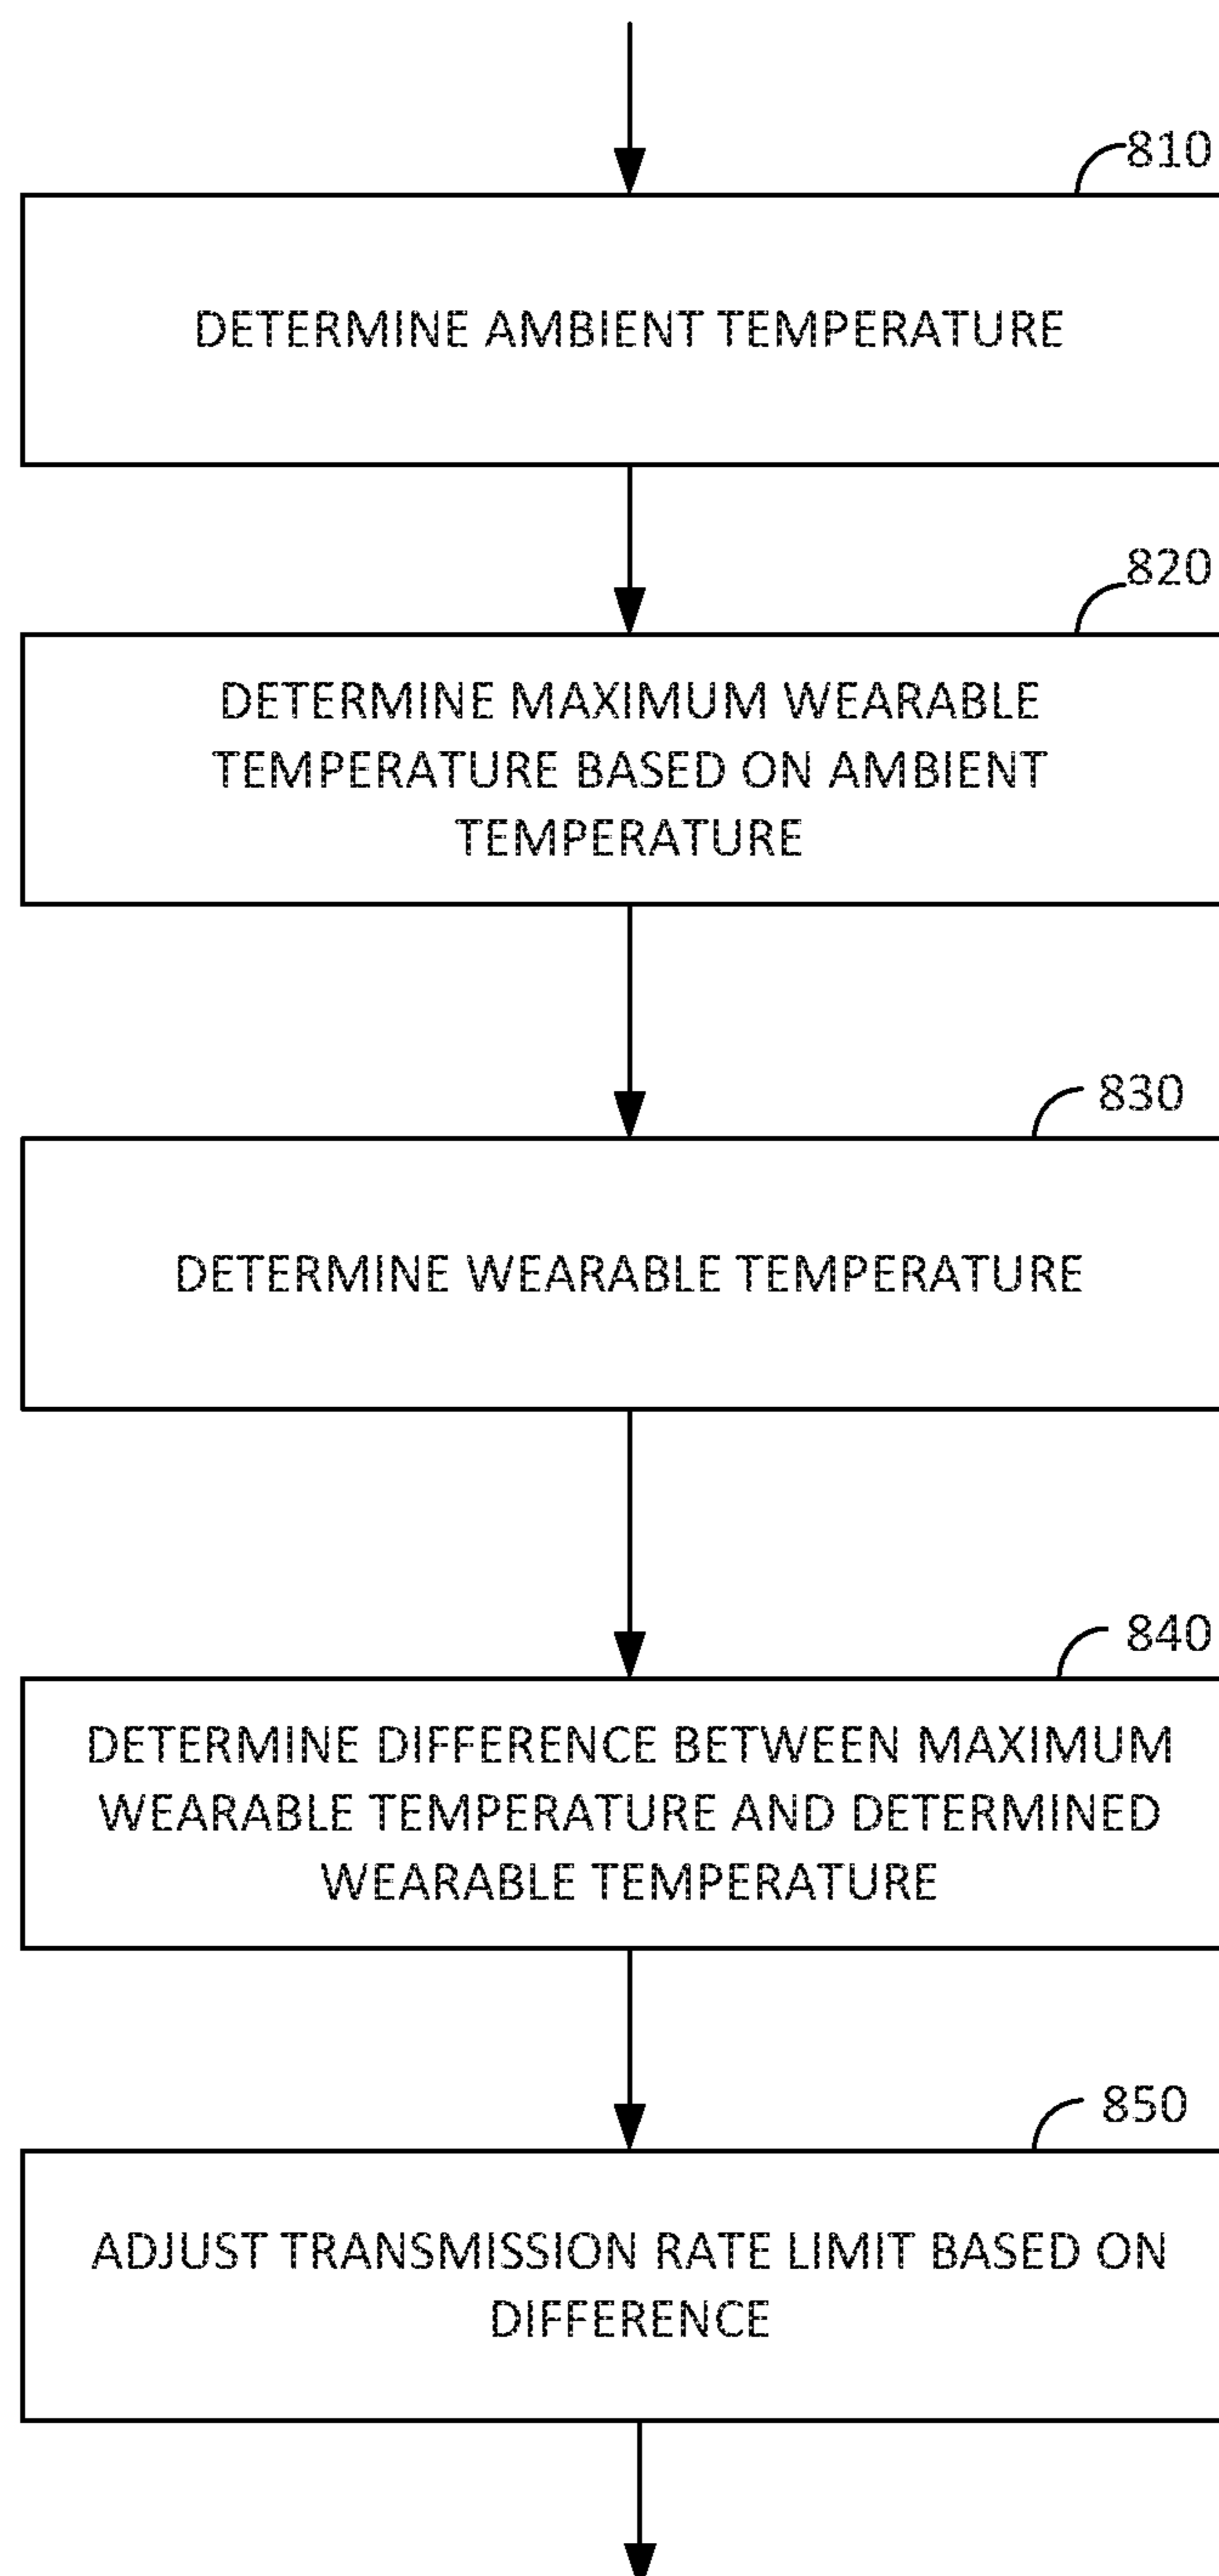 810
DETERMINE AMBIENT TEMPERATURE
820
DETERMINE MAXIMUM WEARABLE
TEMPERATURE BASED ON AMBIENT
TEMPERATURE
830
DETERMINE WEARABLE TEMPERATURE
840
DETERMINE DIFFERENCE BETWEEN MAXIMUM
WEARABLE TEMPERATURE AND DETERMINED
WEARABLE TEMPERATURE
850
ADJUST TRANSMISSION RATE LIMIT BASED ON
DIFFERENCE